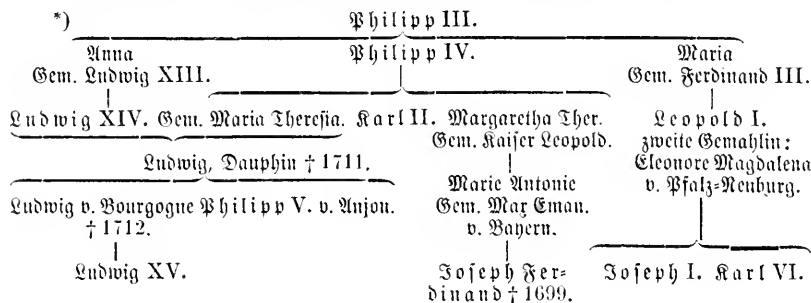 *) Philipp III.
Anna Philipp IV. Maria
Gem. Ludwig XIII. Gem. Ferdinand III.
Ludwig XIV. Gem. Maria Theresia. Karl II. Margaretha Ther. Leopold I.
Gem. Kaiser Leopold. zweite Gemahlin:
Ludwig, Dauphin † 1711. Eleonore Magdalena
Marie Antonie v. Pfalz-Neuburg.
Ludwig v. Bourgogne Philipp V. v. Anjou. Gem. Max Eman.
† 1712. v. Bayern.
Ludwig XV. Joseph Fer- Joseph I. Karl VI.
dinand † 1699.